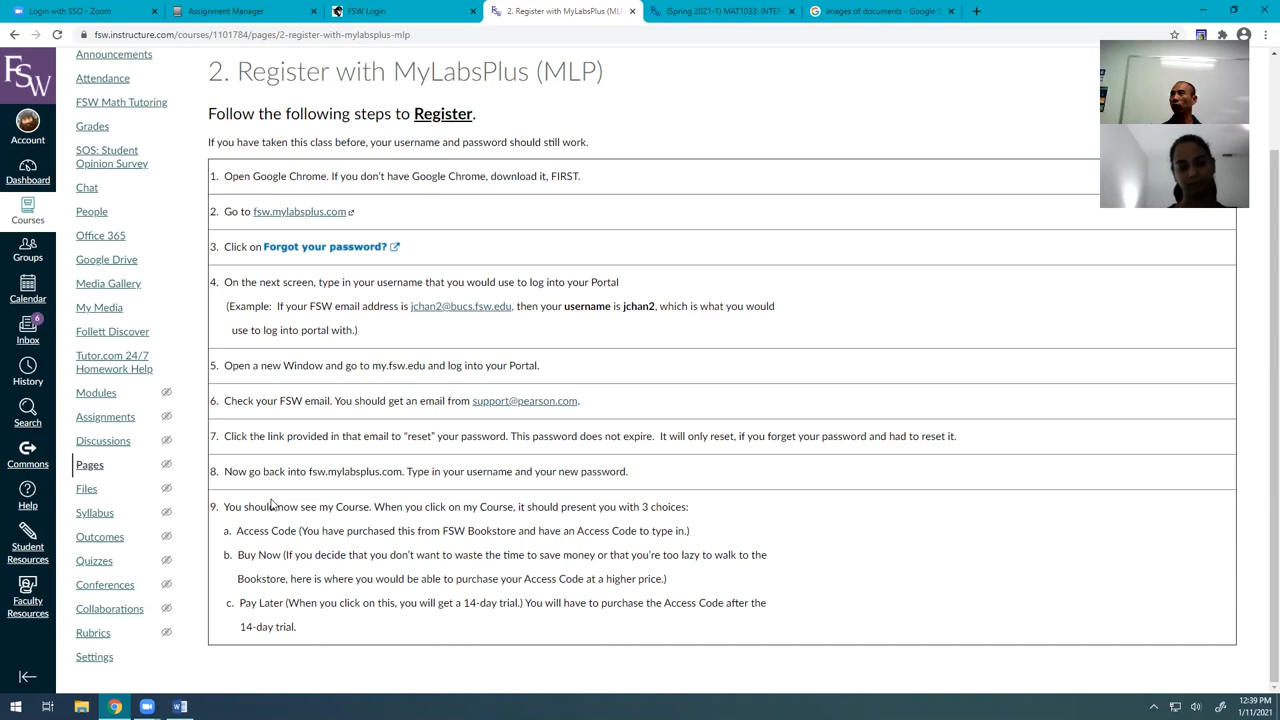 Login with SSO - Zoom
Assignment Manager
FSW Login
2. Register with MyLabsPlus (ML
(Spring 2021-1) MAT1033: INTER
images of documents - Google S
fsw.instructure.com/courses/1101784/pages/2-register-with-mylabsplus-mlp
FSW
Account
Dashboard
Courses
Groups
Calendar
6
Inbox
History
Search
Commons
Help
Student
Resources
Faculty
Resources
Announcements
Attendance
FSW Math Tutoring
Grades
SOS: Student
Opinion Survey
Chat
People
Office 365
Google Drive
Media Gallery
My Media
Follett Discover
Tutor.com 24/7
Homework Help
Modules
Assignments
Discussions
Pages
Files
Syllabus
Outcomes
Quizzes
Conferences
Collaborations
Rubrics
Settings
2. Register with MyLabsPlus (MLP)
Follow the following steps to Register.
If you have taken this class before, your username and password should still work.
1. Open Google Chrome. If you don't have Google Chrome, download it, FIRST.
2. Go to fsw.mylabsplus.com
3. Click on Forgot your password?
4. On the next screen, type in your username that you would use to log into your Portal
(Example: If your FSW email address is jchan2@bucs.fsw.edu, then your username is jchan2, which is what you would
use to log into portal with.)
5. Open a new Window and go to my.fsw.edu and log into your Portal.
6. Check your FSW email. You should get an email from support@pearson.com.
7. Click the link provided in that email to "reset" your password. This password does not expire. It will only reset, if you forget your password and had to reset it.
8. Now go back into fsw.mylabsplus.com. Type in your username and your new password.
9. You should now see my Course. When you click on my Course, it should present you with 3 choices:
a. Access Code (You have purchased this from FSW Bookstore and have an Access Code to type in.)
b. Buy Now (If you decide that you don't want to waste the time to save money or that you're too lazy to walk to the
Bookstore, here is where you would be able to purchase your Access Code at a higher price.)
c. Pay Later (When you click on this, you will get a 14-day trial.) You will have to purchase the Access Code after the
14-day trial.
12:39 PM
1/11/2021